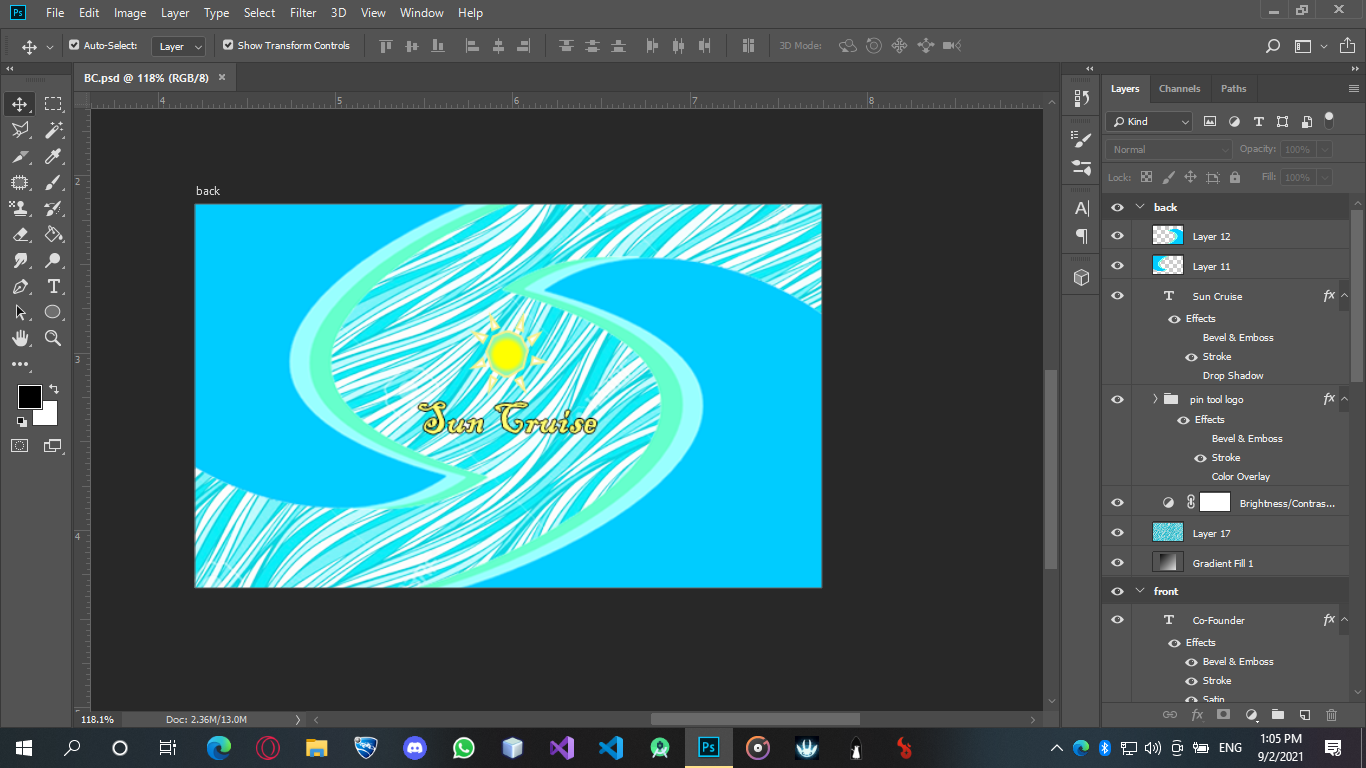 Ps File Edit Image Layer Type Select Filter 3D View Window Help
Auto-Select: Layer Show Transform Controls 3D Mode:
BC.psd @ 118% (RGB/8) ×
4 5 6 7 8
2
3
4
back
Sun Cruise
Layers Channels Paths
Kind
Normal Opacity: 100%
Lock: Fill: 100%
back
Layer 12
Layer 11
T Sun Cruise fx
Effects
Bevel & Emboss
Stroke
Drop Shadow
pin tool logo fx
Effects
Bevel & Emboss
Stroke
Color Overlay
Brightness/Contras...
Layer 17
Gradient Fill 1
front
T Co-Founder fx
Effects
Bevel & Emboss
Stroke
Satin
118.1% Doc: 2.36M/13.0M
Ps ENG 1:05 PM
9/2/2021